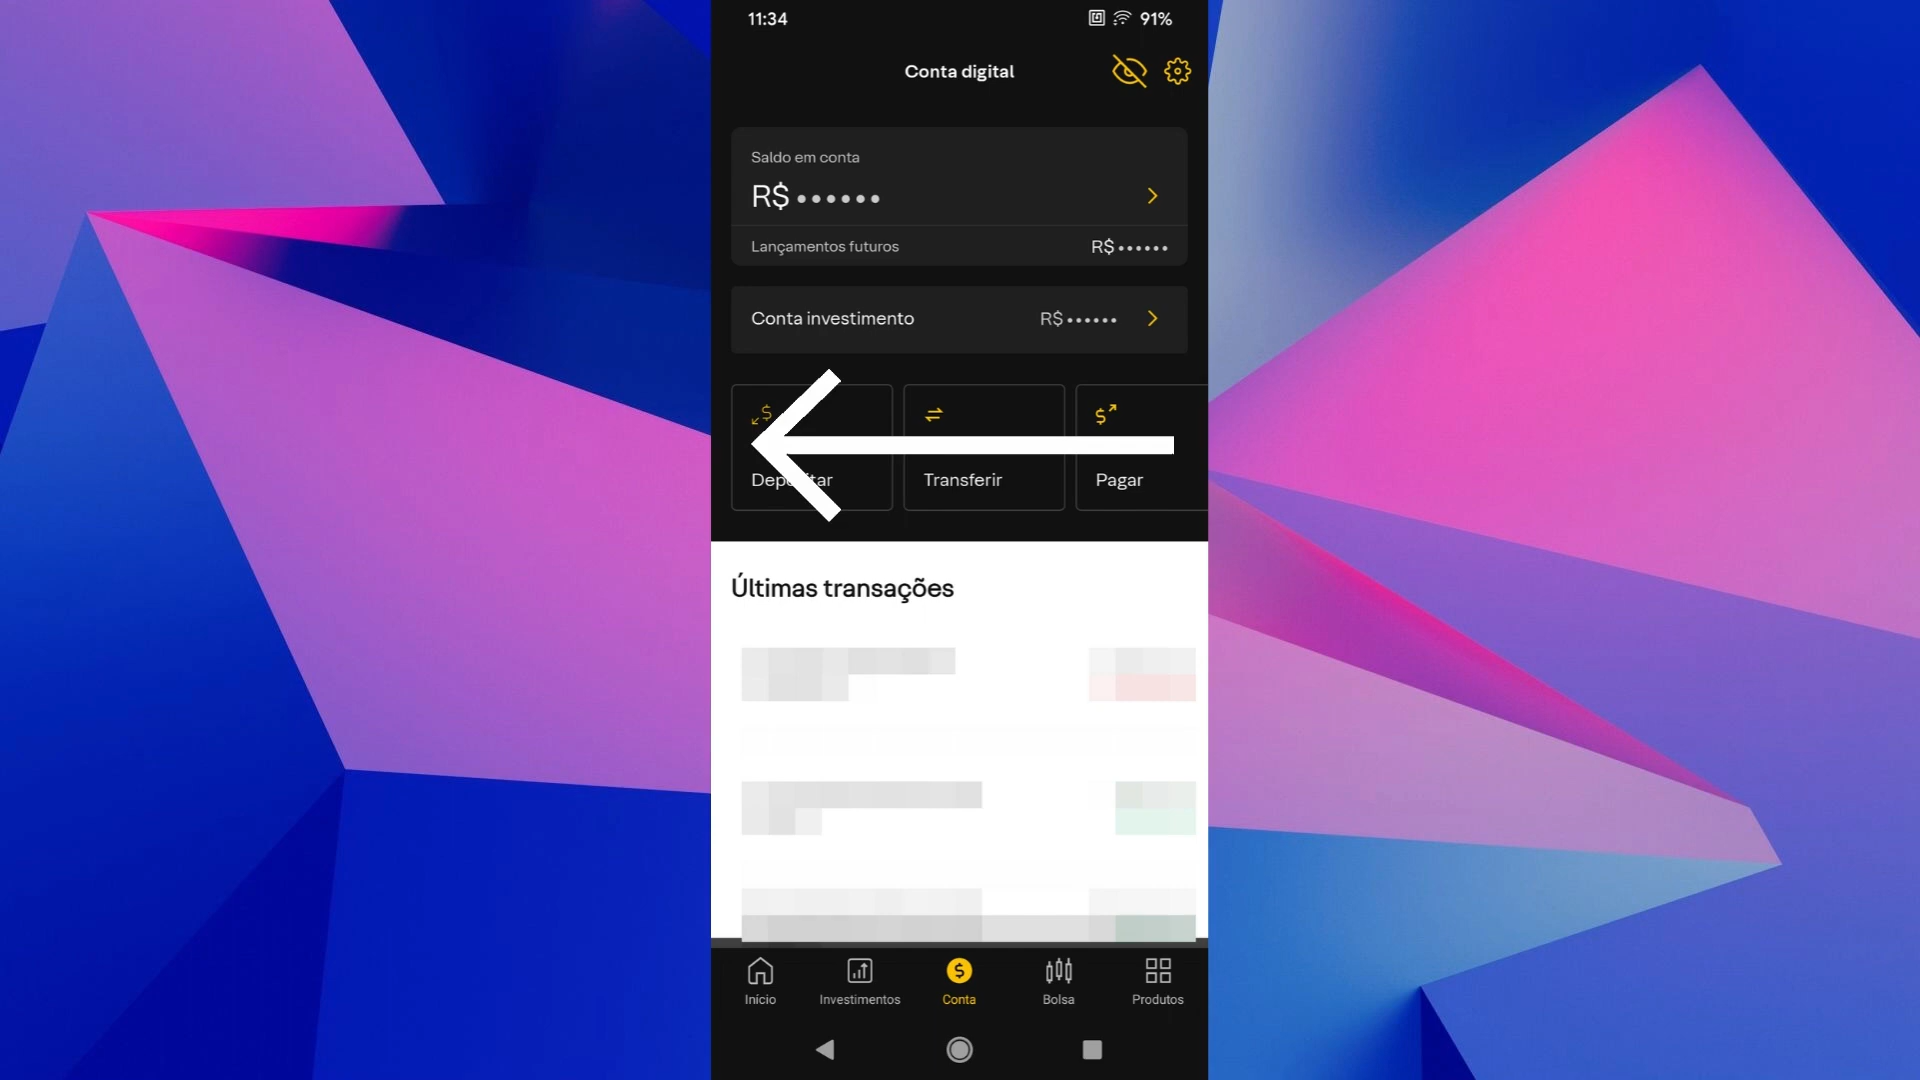 11:34 91%
Conta digital
Saldo em conta
R$ ••••••
Lançamentos futuros R$ ••••••
Conta investimento R$ ••••••
Depositar Transferir Pagar
Últimas transações
Início Investimentos Conta Bolsa Produtos